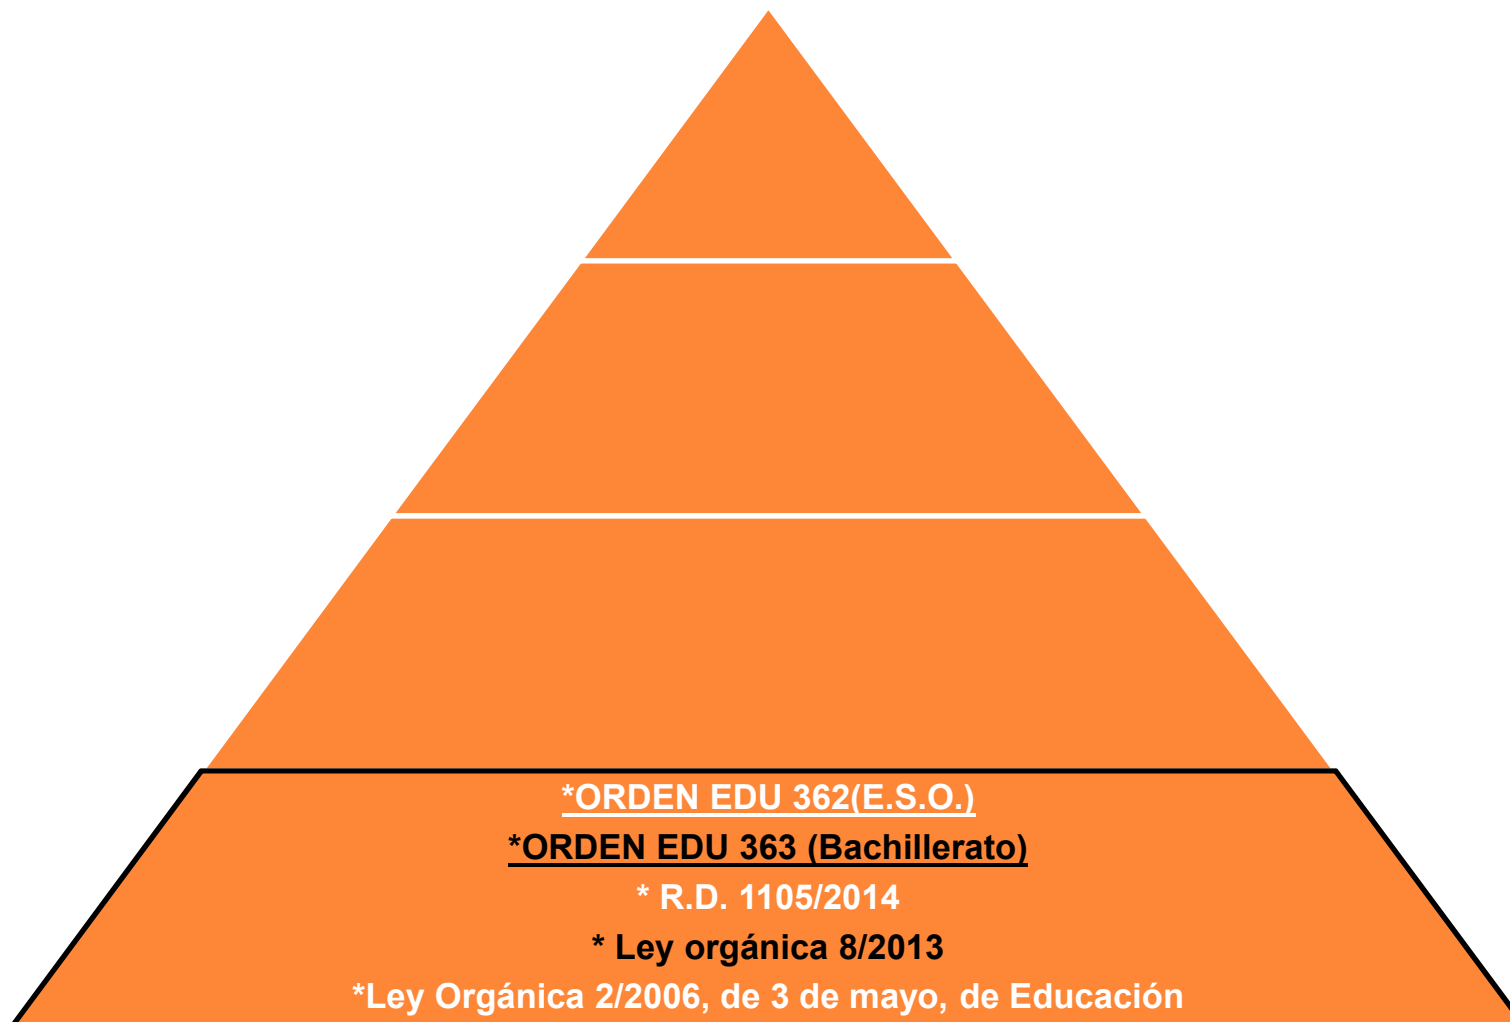 *ORDEN EDU 362(E.S.O.)
*ORDEN EDU 363 (Bachillerato)
* R.D. 1105/2014
* Ley orgánica 8/2013
*Ley Orgánica 2/2006, de 3 de mayo, de Educación